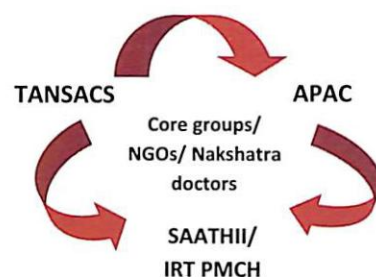 TANSACS
APAC
Core groups/
NGOs/ Nakshatra
doctors
SAATHII/
IRT PMCH